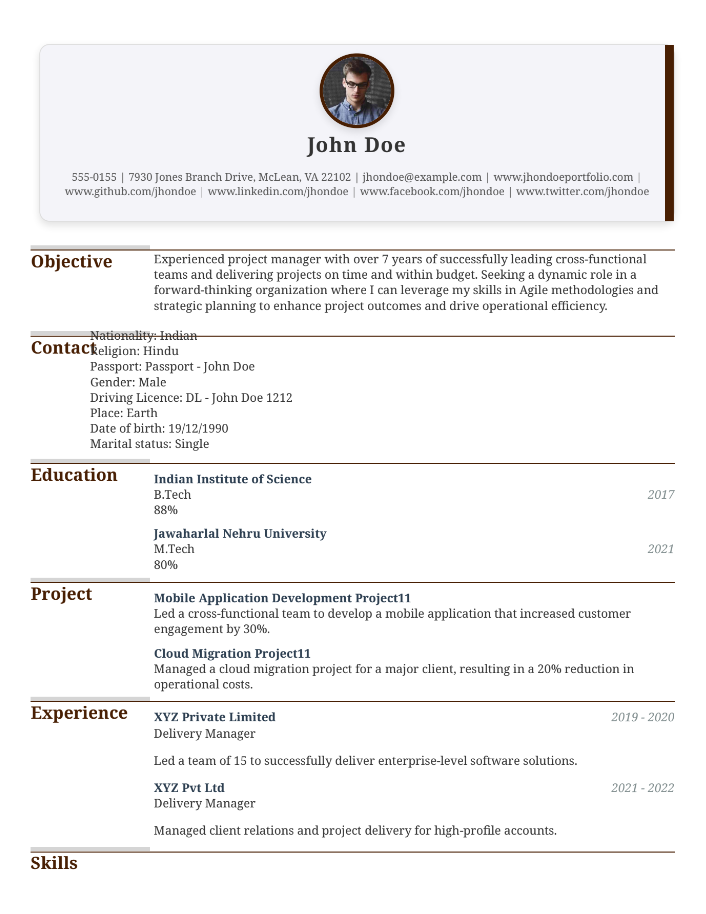 John Doe
555-0155 | 7930 Jones Branch Drive, McLean, VA 22102 | jhondoe@example.com | www.jhondoeportfolio.com |
www.github.com/jhondoe | www.linkedin.com/jhondoe | www.facebook.com/jhondoe | www.twitter.com/jhondoe
Objective
Experienced project manager with over 7 years of successfully leading cross-functional
teams and delivering projects on time and within budget. Seeking a dynamic role in a
forward-thinking organization where I can leverage my skills in Agile methodologies and
strategic planning to enhance project outcomes and drive operational efficiency.
Contact
Nationality: Indian
Religion: Hindu
Passport: Passport - John Doe
Gender: Male
Driving Licence: DL - John Doe 1212
Place: Earth
Date of birth: 19/12/1990
Marital status: Single
Education
Indian Institute of Science
B.Tech 2017
88%
Jawaharlal Nehru University
M.Tech 2021
80%
Project
Mobile Application Development Project11
Led a cross-functional team to develop a mobile application that increased customer
engagement by 30%.
Cloud Migration Project11
Managed a cloud migration project for a major client, resulting in a 20% reduction in
operational costs.
Experience
XYZ Private Limited 2019 - 2020
Delivery Manager
Led a team of 15 to successfully deliver enterprise-level software solutions.
XYZ Pvt Ltd 2021 - 2022
Delivery Manager
Managed client relations and project delivery for high-profile accounts.
Skills